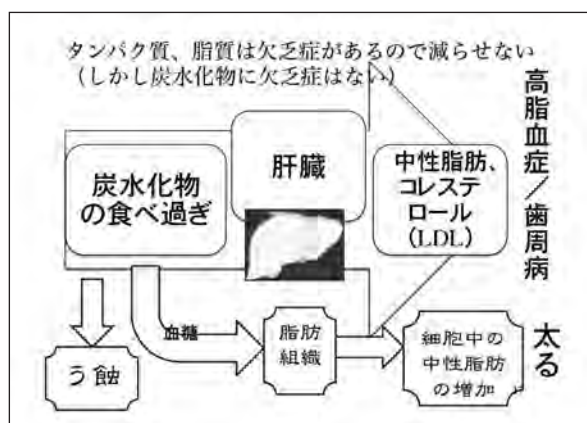 タンパク質、脂質は欠乏症があるので減らせない
（しかし炭水化物に欠乏症はない）
炭水化物
の食べ過ぎ
肝臓
中性脂肪、
コレステ
ロール
(LDL)
高脂血症／歯周病
う蝕
血糖
脂肪
組織
細胞中の
中性脂肪
の増加
太る